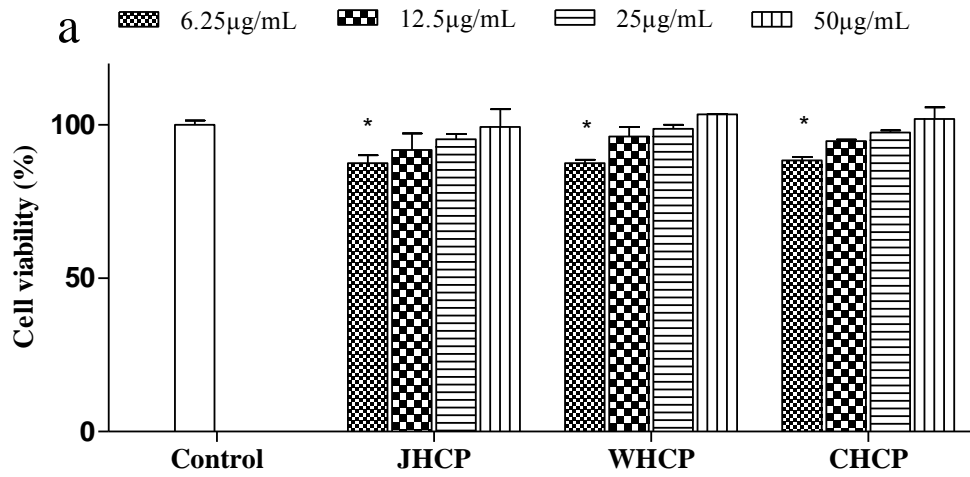 a 6.25µg/mL 12.5µg/mL 25µg/mL 50µg/mL
Cell viability (%)
100
50
0
* * *
Control JHCP WHCP CHCP